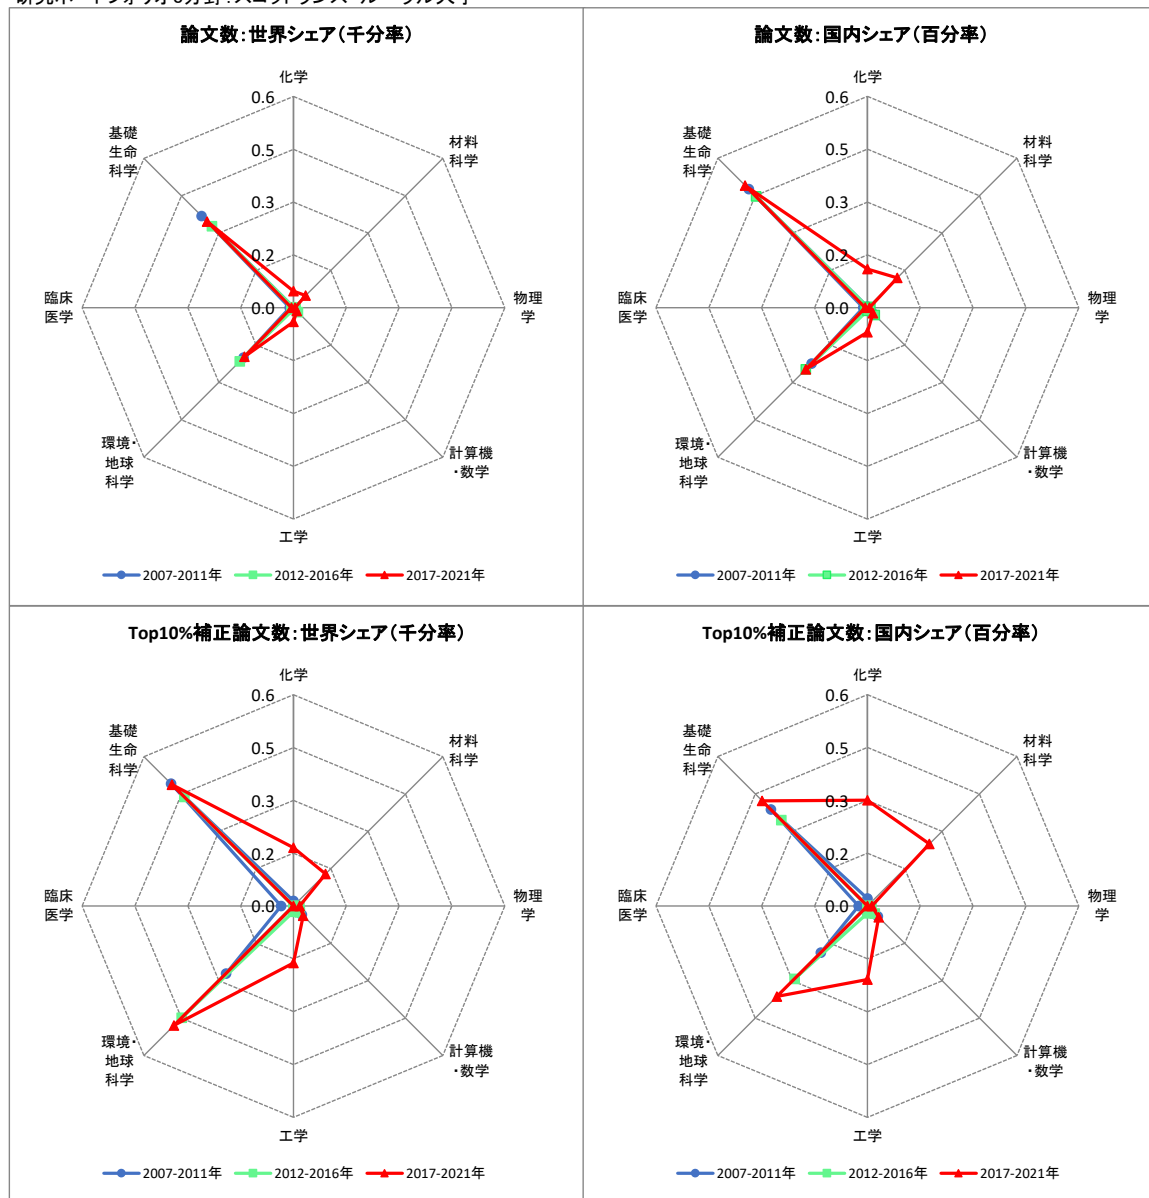 論文数：世界シェア（千分率）
化学
0.6
0.5
0.3
0.2
0.0
材料
科学
物理
学
計算機
・数学
工学
環境・
地球
科学
臨床
医学
基礎
生命
科学
2007-2011年 2012-2016年 2017-2021年
論文数：国内シェア（百分率）
化学
0.6
0.5
0.3
0.2
0.0
材料
科学
物理
学
計算機
・数学
工学
環境・
地球
科学
臨床
医学
基礎
生命
科学
2007-2011年 2012-2016年 2017-2021年
Top10%補正論文数：世界シェア（千分率）
化学
0.6
0.5
0.3
0.2
0.0
材料
科学
物理
学
計算機
・数学
工学
環境・
地球
科学
臨床
医学
基礎
生命
科学
2007-2011年 2012-2016年 2017-2021年
Top10%補正論文数：国内シェア（百分率）
化学
0.6
0.5
0.3
0.2
0.0
材料
科学
物理
学
計算機
・数学
工学
環境・
地球
科学
臨床
医学
基礎
生命
科学
2007-2011年 2012-2016年 2017-2021年